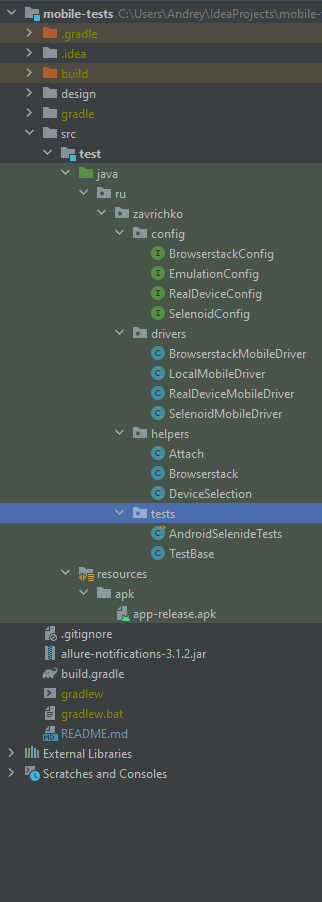 mobile-tests C:\Users\Andrey\IdeaProjects\mobile-
.gradle
.idea
build
design
gradle
src
test
java
ru
zavrichko
config
BrowserstackConfig
EmulationConfig
RealDeviceConfig
SelenoidConfig
drivers
BrowserstackMobileDriver
LocalMobileDriver
RealDeviceMobileDriver
SelenoidMobileDriver
helpers
Attach
Browserstack
DeviceSelection
tests
AndroidSelenideTests
TestBase
resources
apk
app-release.apk
.gitignore
allure-notifications-3.1.2.jar
build.gradle
gradlew
gradlew.bat
README.md
External Libraries
Scratches and Consoles